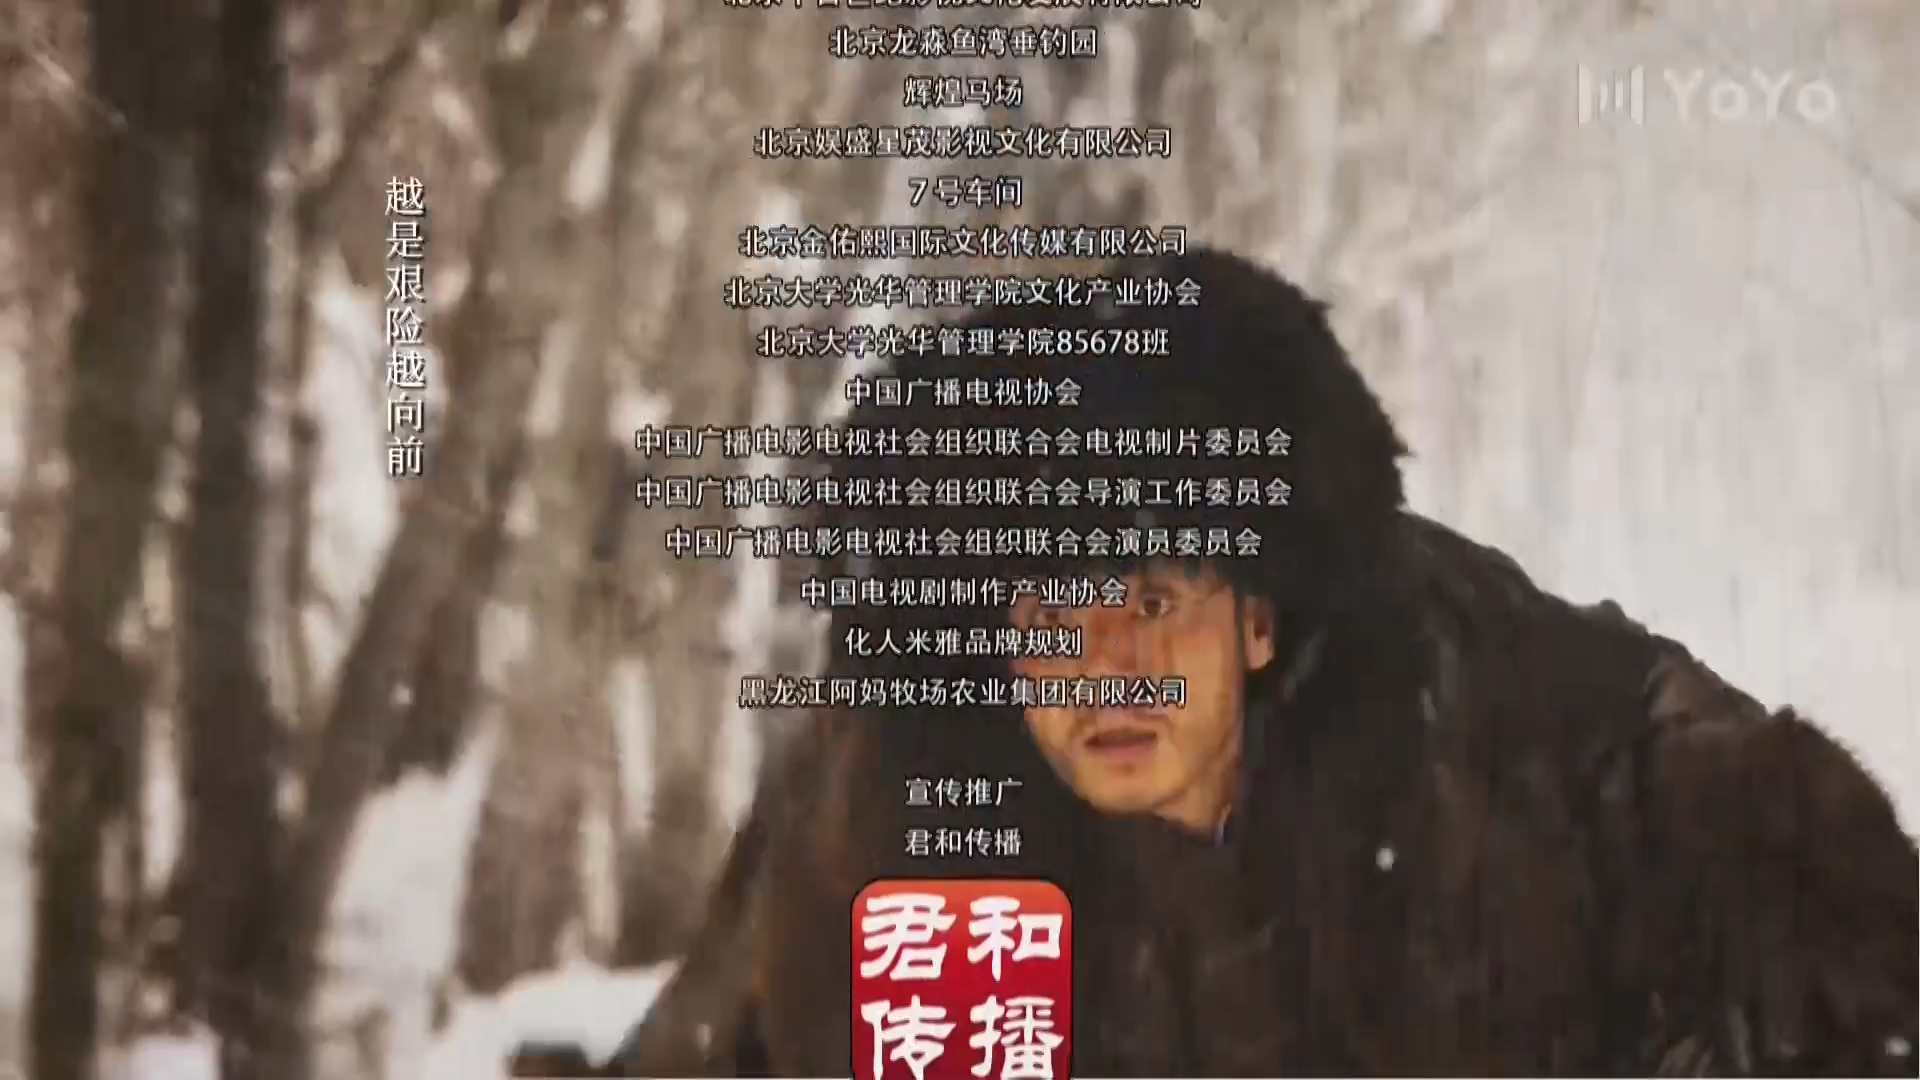 北京龙淼鱼湾垂钓园
辉煌马场
北京娱盛星茂影视文化有限公司
7号车间
北京金佑熙国际文化传媒有限公司
北京大学光华管理学院文化产业协会
北京大学光华管理学院85678班
中国广播电视协会
中国广播电影电视社会组织联合会电视制片委员会
中国广播电影电视社会组织联合会导演工作委员会
中国广播电影电视社会组织联合会演员委员会
中国电视剧制作产业协会
化人米雅品牌规划
黑龙江阿妈牧场农业集团有限公司
宣传推广
君和传播
君和
传播
越是艰险越向前
YoYo